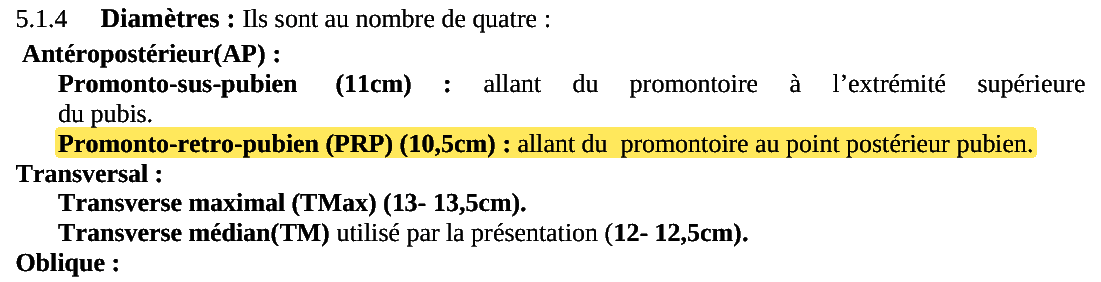 5.1.4 Diamètres : Ils sont au nombre de quatre :
Antéropostérieur(AP) :
Promonto-sus-pubien (11cm) : allant du promontoire à l’extrémité supérieure
du pubis.
Promonto-retro-pubien (PRP) (10,5cm) : allant du promontoire au point postérieur pubien.
Transversal :
Transverse maximal (TMax) (13- 13,5cm).
Transverse médian(TM) utilisé par la présentation (12- 12,5cm).
Oblique :